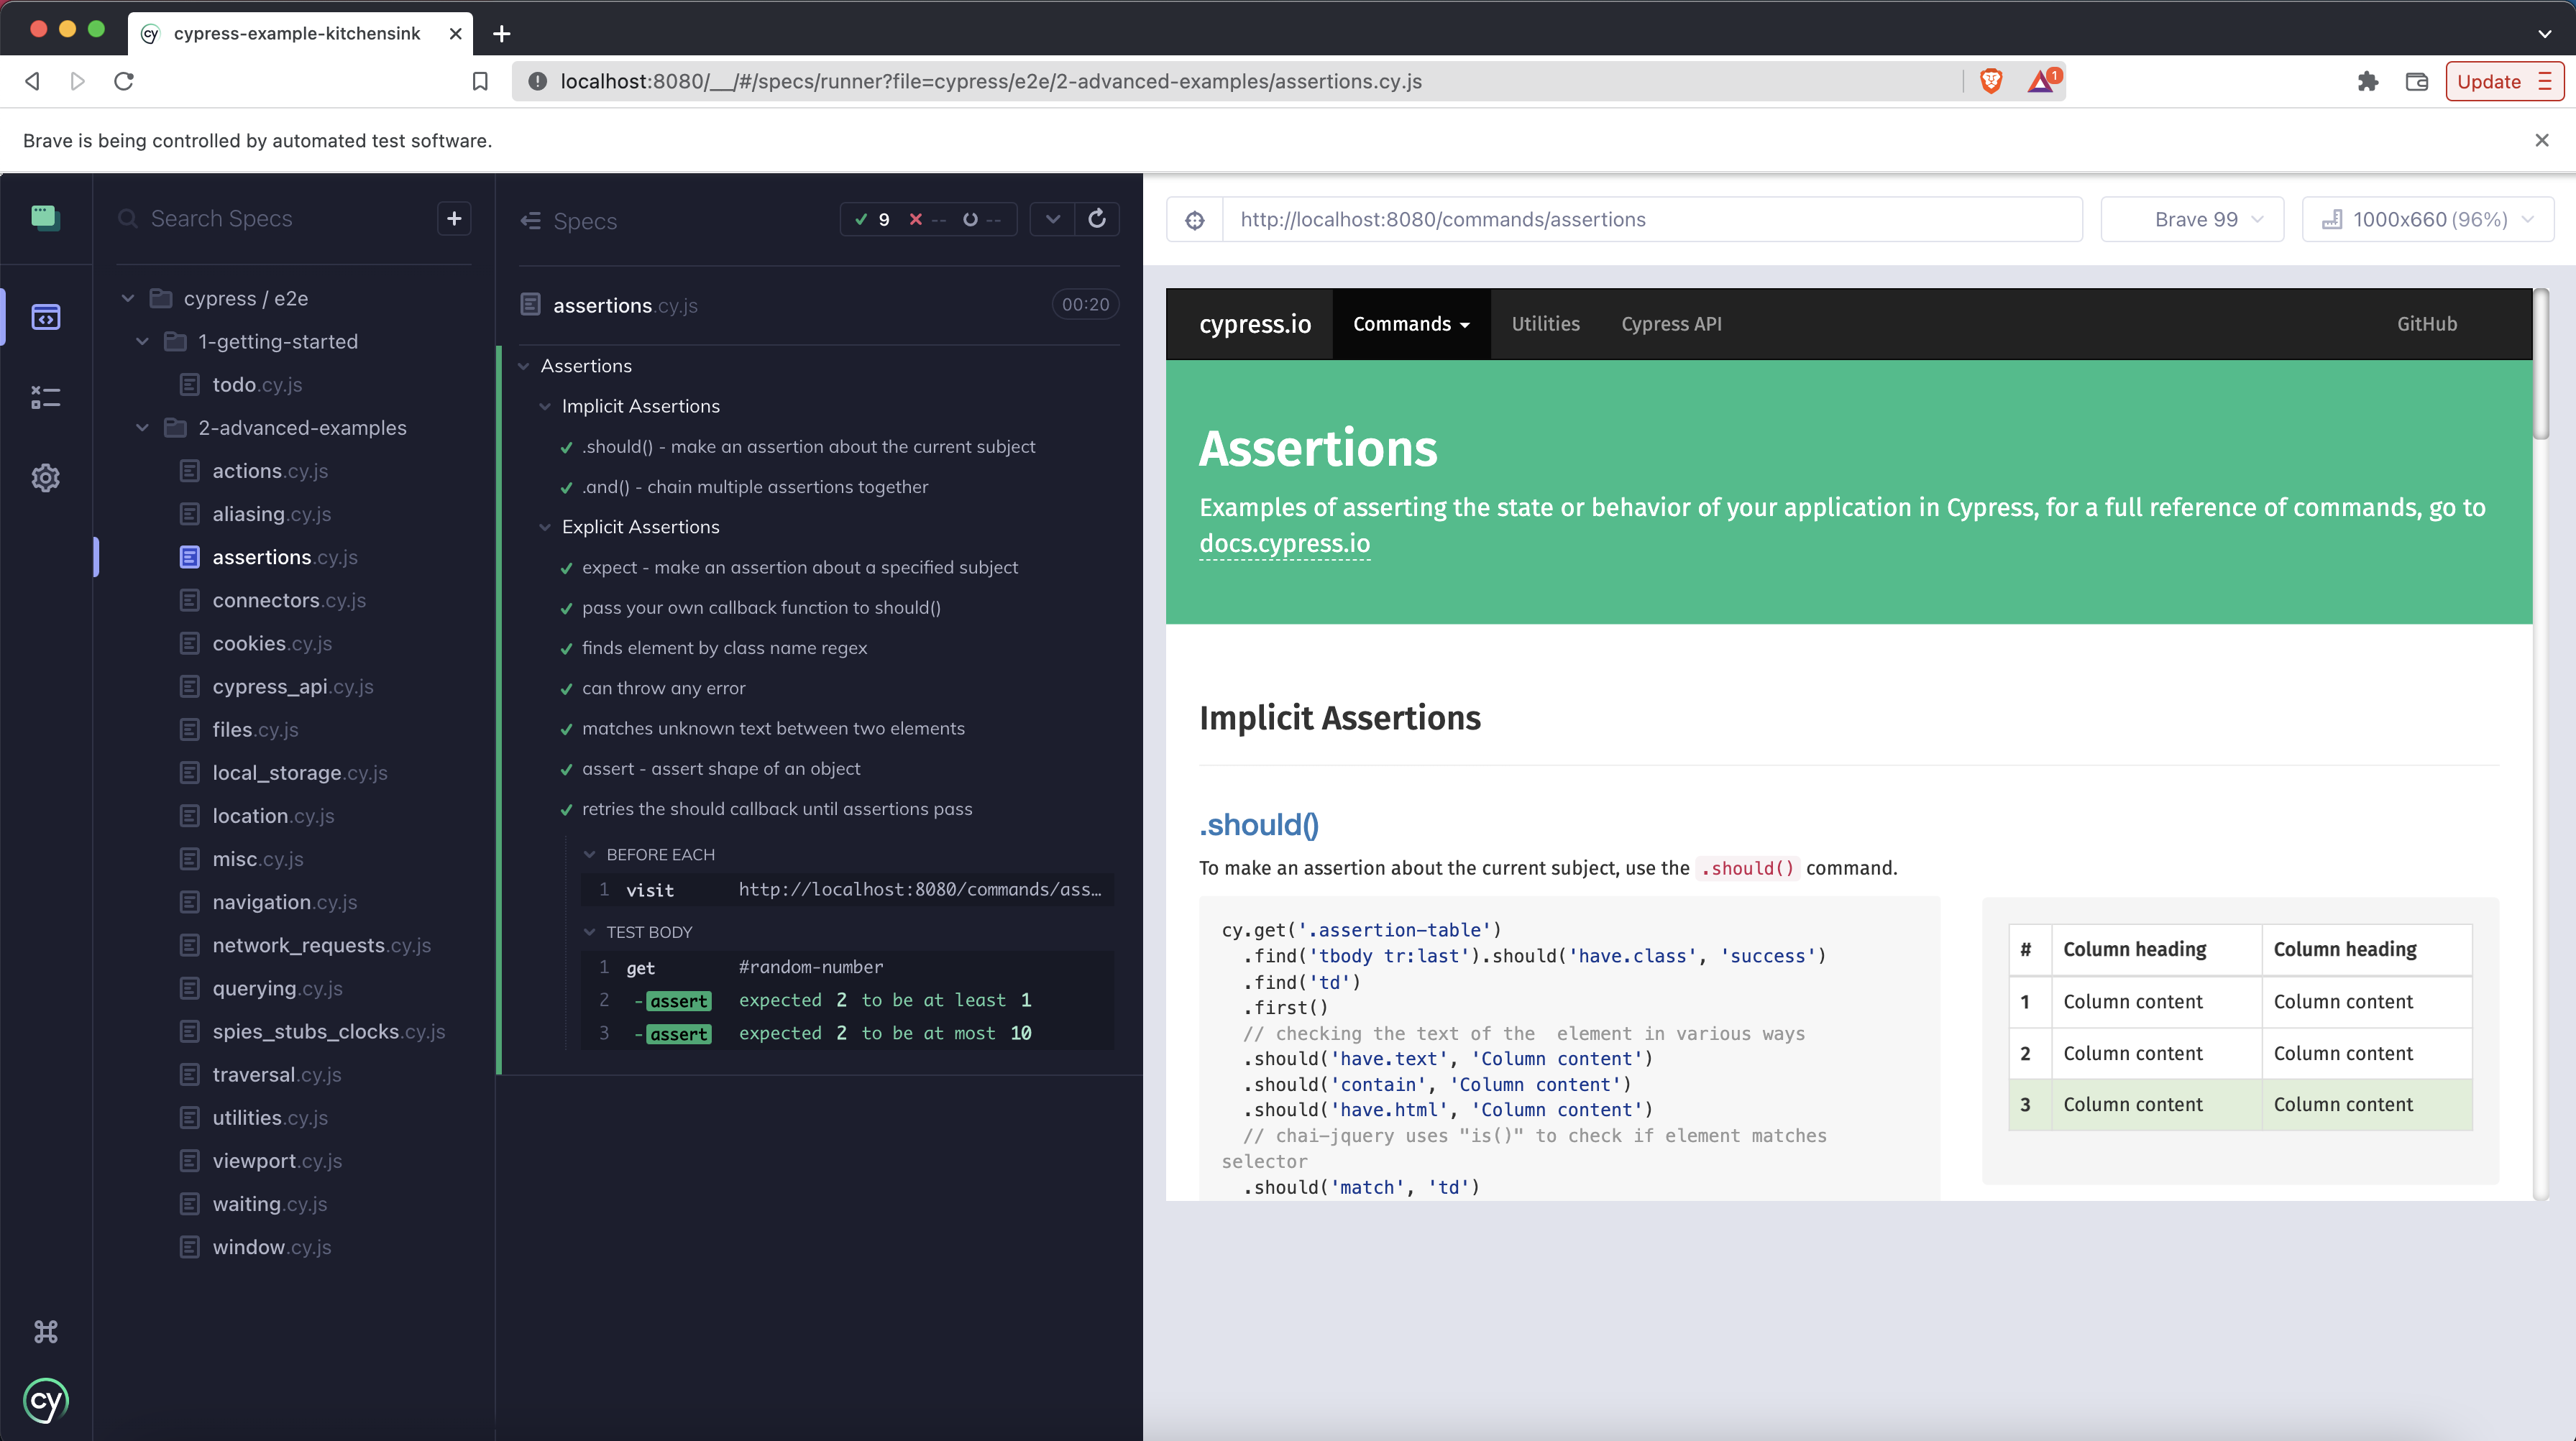 cypress-example-kitchensink
localhost:8080/__/#/specs/runner?file=cypress/e2e/2-advanced-examples/assertions.cy.js
1
Update
Brave is being controlled by automated test software.
Search Specs
cypress / e2e
1-getting-started
todo.cy.js
2-advanced-examples
actions.cy.js
aliasing.cy.js
assertions.cy.js
connectors.cy.js
cookies.cy.js
cypress_api.cy.js
files.cy.js
local_storage.cy.js
location.cy.js
misc.cy.js
navigation.cy.js
network_requests.cy.js
querying.cy.js
spies_stubs_clocks.cy.js
traversal.cy.js
utilities.cy.js
viewport.cy.js
waiting.cy.js
window.cy.js
cy
Specs
9 -- --
assertions.cy.js 00:20
Assertions
Implicit Assertions
.should() - make an assertion about the current subject
.and() - chain multiple assertions together
Explicit Assertions
expect - make an assertion about a specified subject
pass your own callback function to should()
finds element by class name regex
can throw any error
matches unknown text between two elements
assert - assert shape of an object
retries the should callback until assertions pass
BEFORE EACH
1 visit http://localhost:8080/commands/ass…
TEST BODY
1 get #random-number
2 -assert expected 2 to be at least 1
3 -assert expected 2 to be at most 10
http://localhost:8080/commands/assertions
Brave 99
1000x660 (96%)
cypress.io Commands Utilities Cypress API GitHub
Assertions
Examples of asserting the state or behavior of your application in Cypress, for a full reference of commands, go to
docs.cypress.io
Implicit Assertions
.should()
To make an assertion about the current subject, use the .should() command.
cy.get('.assertion-table')
.find('tbody tr:last').should('have.class', 'success')
.find('td')
.first()
// checking the text of the  element in various ways
.should('have.text', 'Column content')
.should('contain', 'Column content')
.should('have.html', 'Column content')
// chai-jquery uses "is()" to check if element matches
selector
.should('match', 'td')
# Column heading Column heading
1 Column content Column content
2 Column content Column content
3 Column content Column content